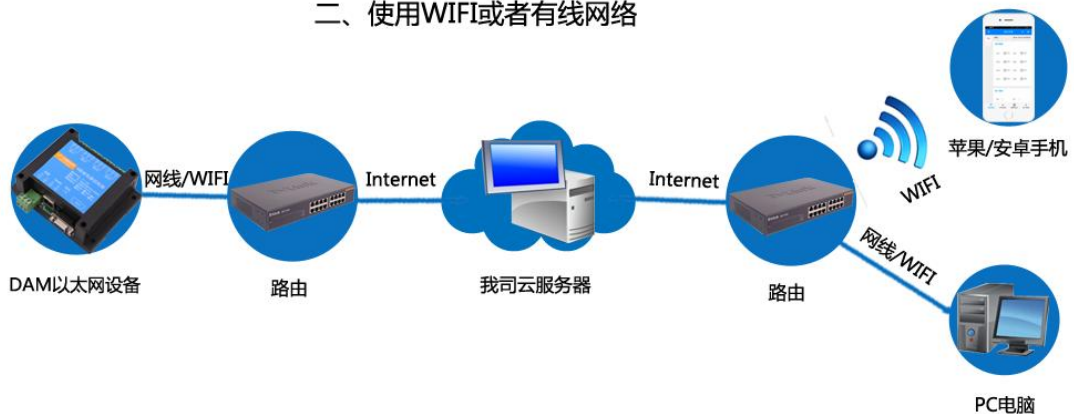 二、使用WIFI或者有线网络
苹果/安卓手机
WIFI
网线/WIFI
Internet
Internet
网线/WIFI
DAM以太网设备
路由
我司云服务器
路由
PC电脑